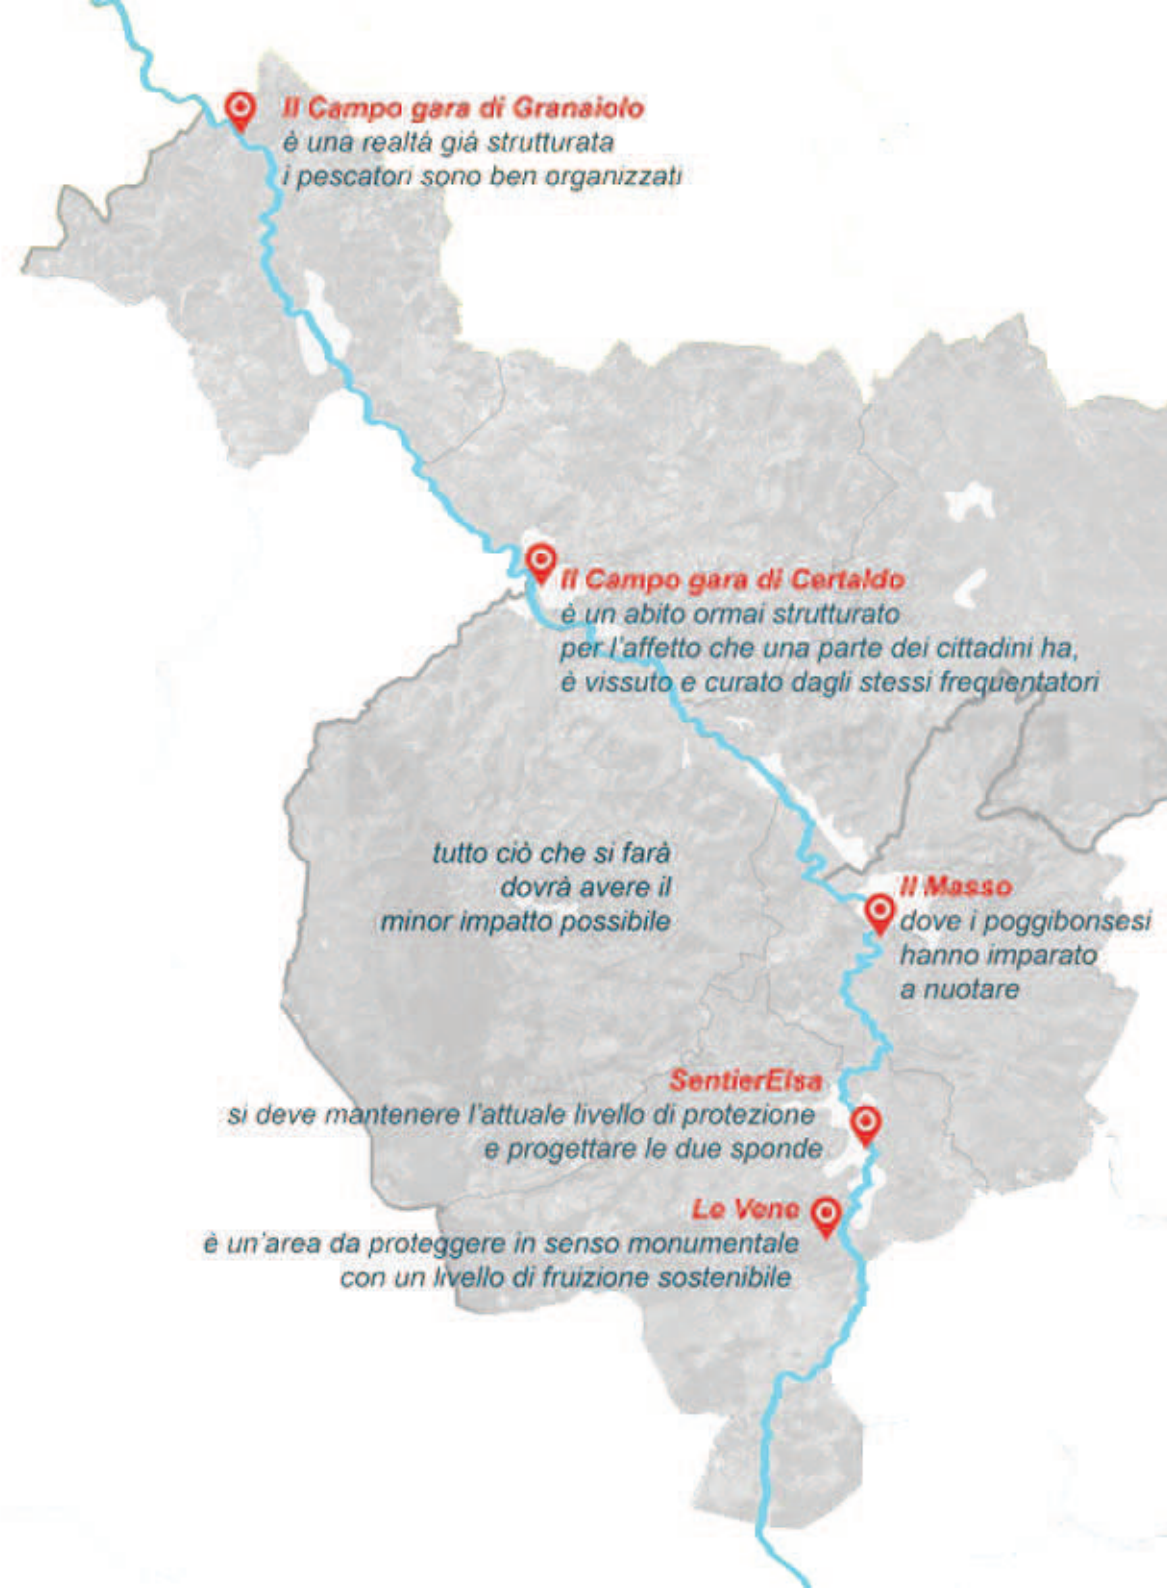 Il Campo gara di Granaiolo
è una realtá giá strutturata
i pescatori sono ben organizzati
Il Campo gara di Certaldo
è un abito ormai strutturato
per l'affetto che una parte dei cittadini ha,
è vissuto e curato dagli stessi frequentatori
tutto ciò che si farà
dovrà avere il
minor impatto possibile
Il Masso
dove i poggibonsesi
hanno imparato
a nuotare
SentierElsa
si deve mantenere l'attuale livello di protezione
e progettare le due sponde
Le Vene
è un'area da proteggere in senso monumentale
con un livello di fruizione sostenibile